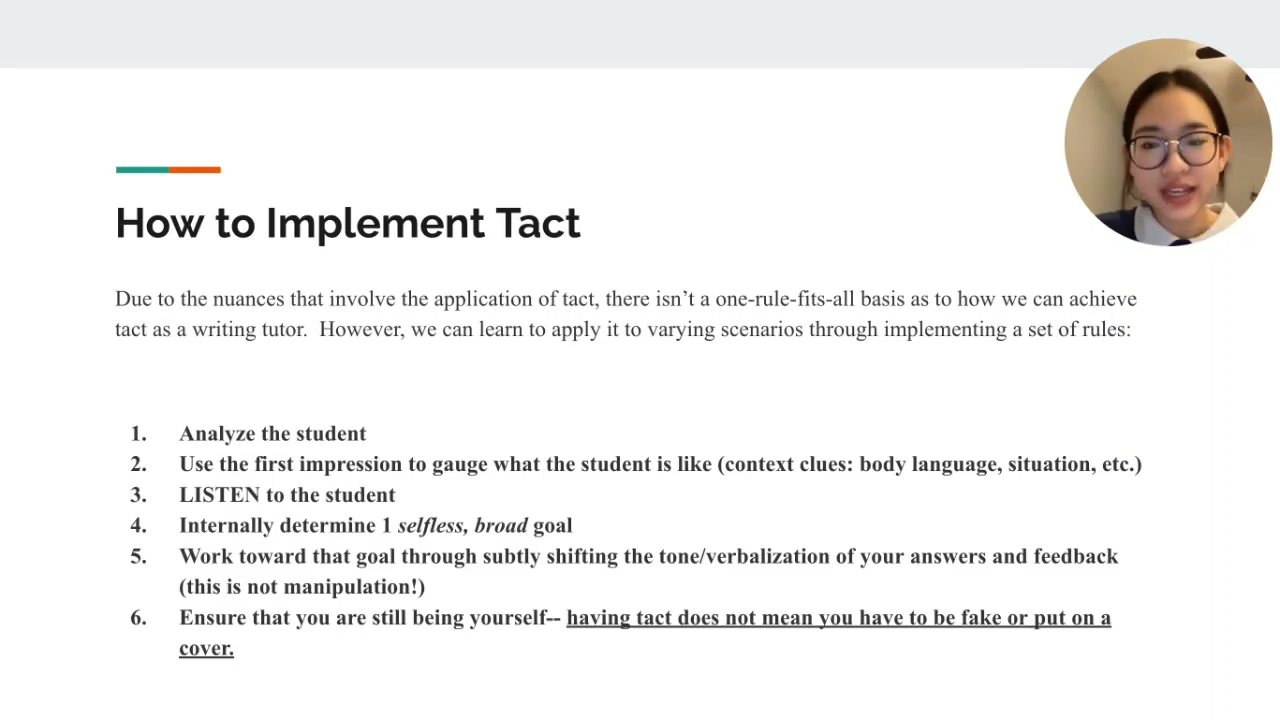 How to Implement Tact
Due to the nuances that involve the application of tact, there isn’t a one-rule-fits-all basis as to how we can achieve
tact as a writing tutor.  However, we can learn to apply it to varying scenarios through implementing a set of rules:
1. Analyze the student
2. Use the first impression to gauge what the student is like (context clues: body language, situation, etc.)
3. LISTEN to the student
4. Internally determine 1 selfless, broad goal
5. Work toward that goal through subtly shifting the tone/verbalization of your answers and feedback
(this is not manipulation!)
6. Ensure that you are still being yourself-- having tact does not mean you have to be fake or put on a
cover.